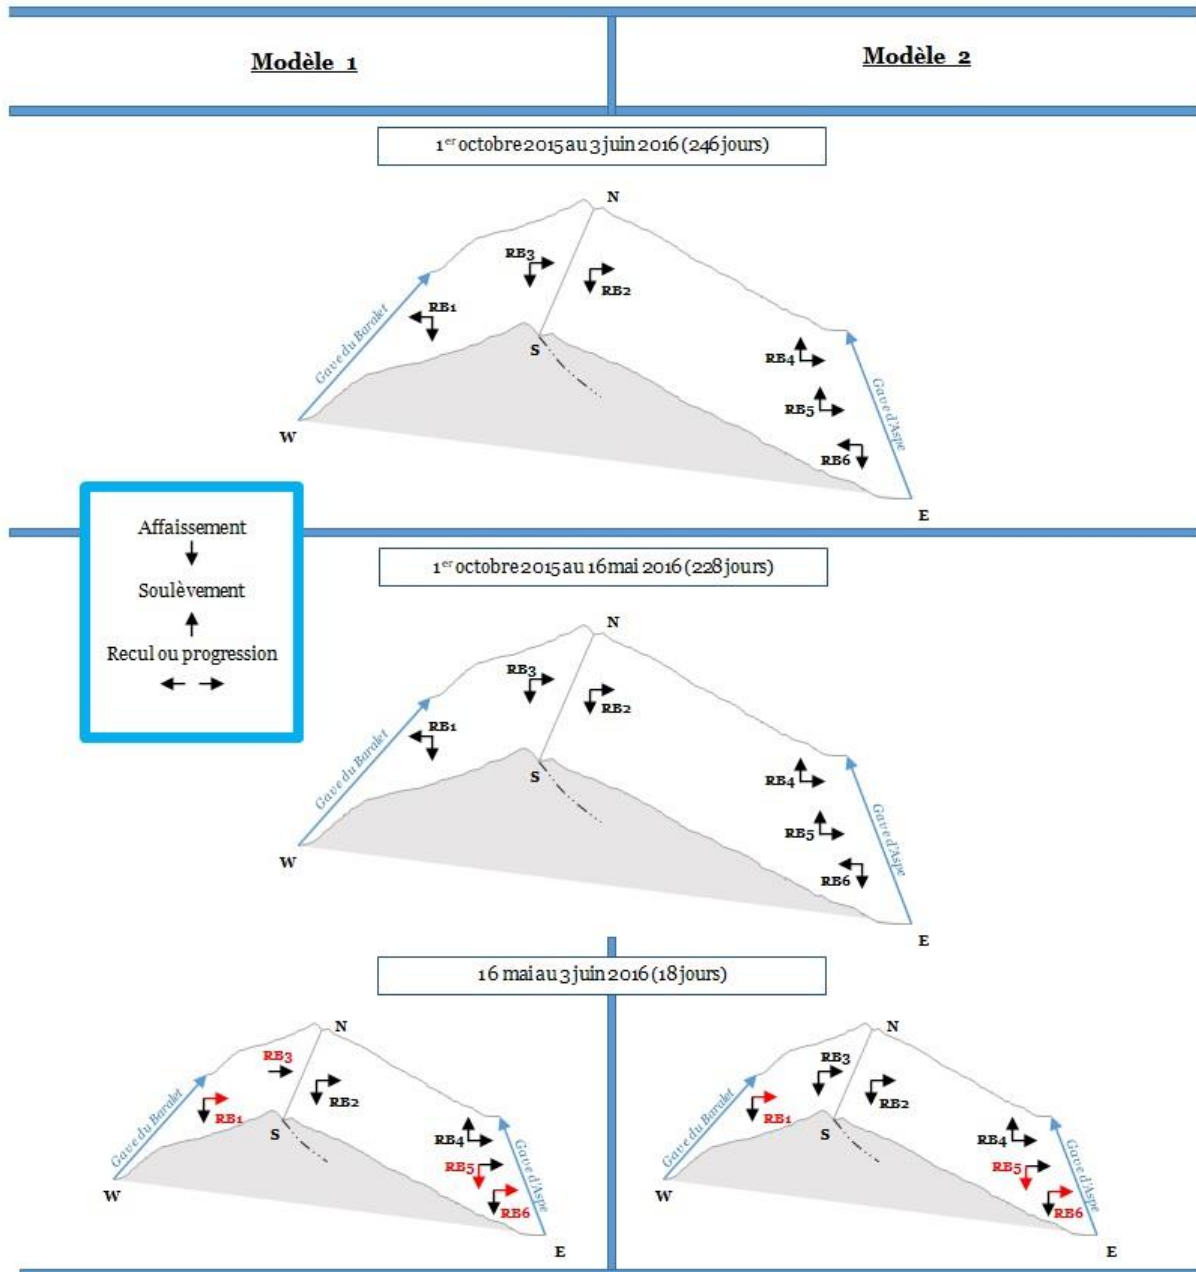 Modèle 1
Modèle 2
1er octobre 2015 au 3 juin 2016 (246 jours)
N
RB3
RB2
RB1
Gave du Baralet
S
RB4
RB5
Gave d'Aspe
RB6
W
E
Affaissement
Soulèvement
Recul ou progression
1er octobre 2015 au 16 mai 2016 (228 jours)
N
RB3
RB2
RB1
Gave du Baralet
S
RB4
RB5
Gave d'Aspe
RB6
W
E
16 mai au 3 juin 2016 (18 jours)
N
RB3
RB2
RB1
Gave du Baralet
S
RB4
RB5
Gave d'Aspe
RB6
W
E
N
RB3
RB2
RB1
Gave du Baralet
S
RB4
RB5
Gave d'Aspe
RB6
W
E